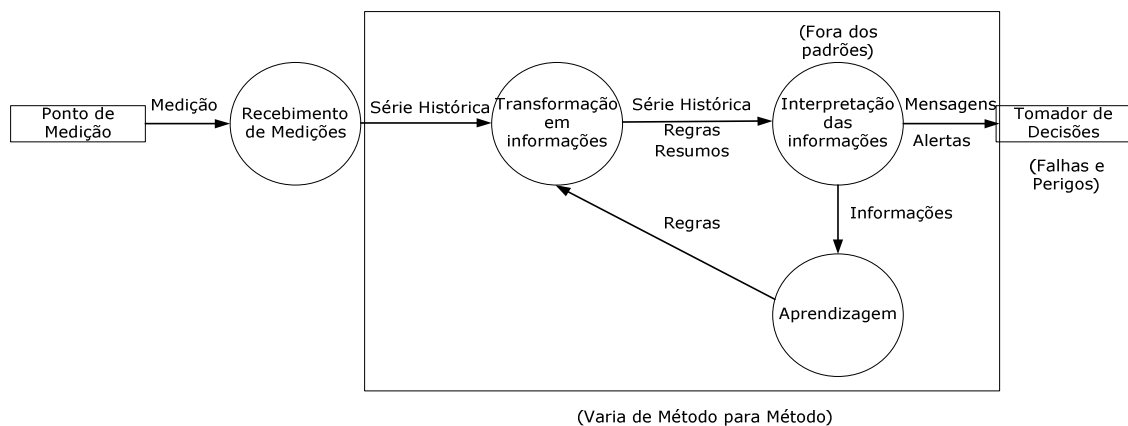 Ponto de
Medição
Medição
Recebimento
de Medições
Série Histórica
Transformação
em
informações
Série Histórica
Regras
Resumos
(Fora dos
padrões)
Interpretação
das
informações
Mensagens
Alertas
Tomador de
Decisões
(Falhas e
Perigos)
Informações
Regras
Aprendizagem
(Varia de Método para Método)